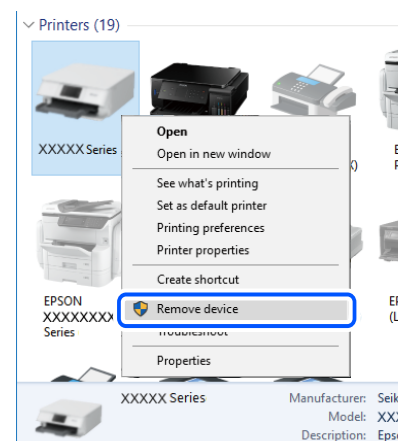 Printers (19)
XXXXX Series
Open
Open in new window
See what's printing
Set as default printer
Printing preferences
Printer properties
Create shortcut
Remove device
Troubleshoot
Properties
EPSON
XXXXXXXX
Series
XXXXX Series
Manufacturer:
Model:
Description: